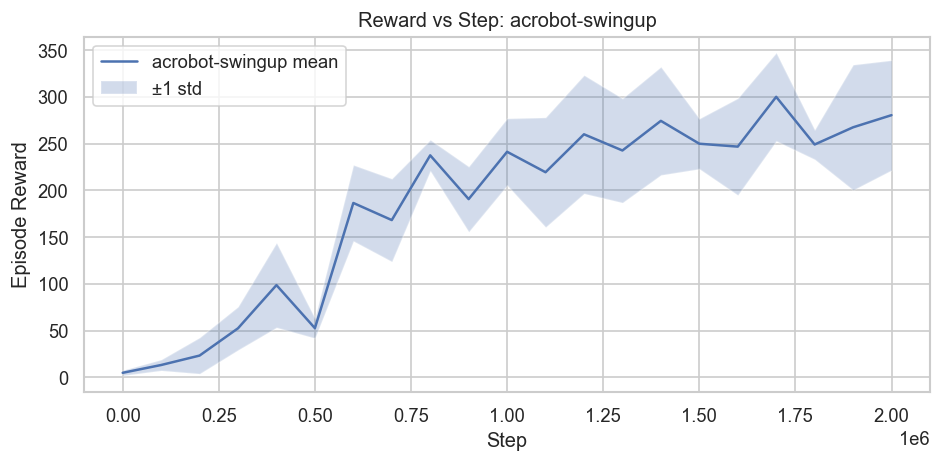 Reward vs Step: acrobot-swingup
acrobot-swingup mean
±1 std
Episode Reward
350
300
250
200
150
100
50
0
0.00 0.25 0.50 0.75 1.00 1.25 1.50 1.75 2.00
1e6
Step